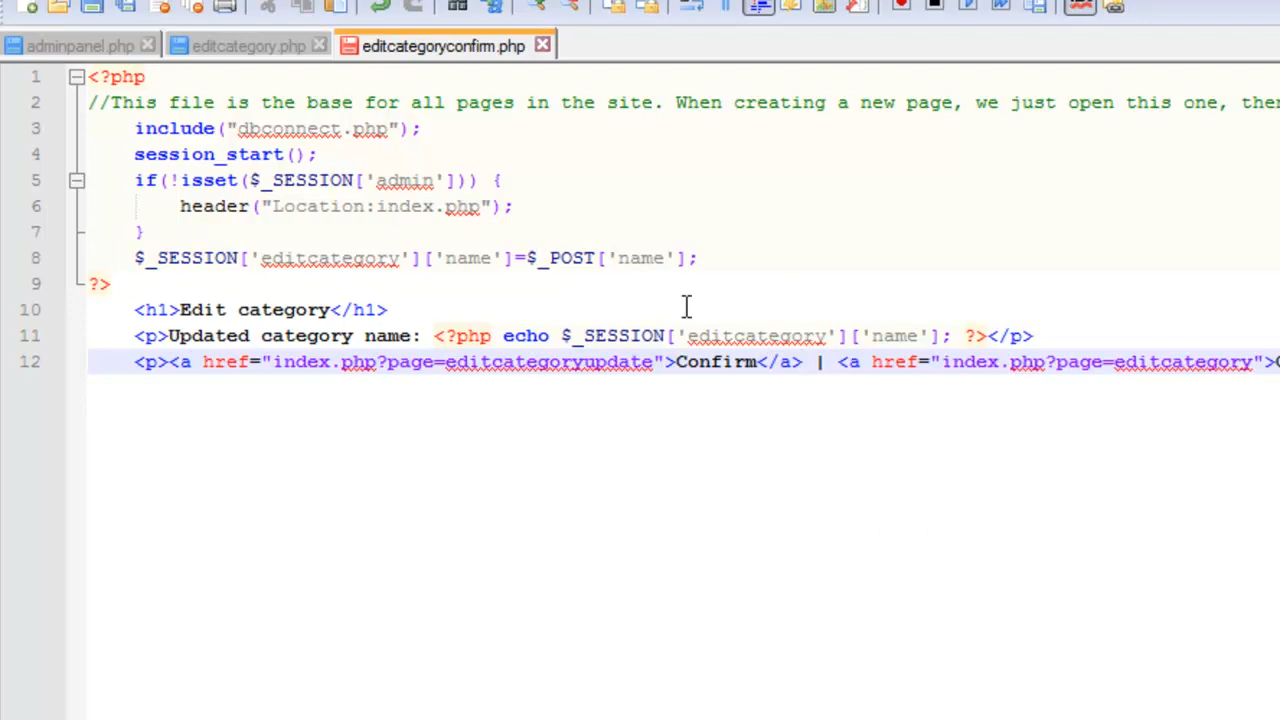 adminpanel.php editcategory.php editcategoryconfirm.php
1 <?php
2 //This file is the base for all pages in the site. When creating a new page, we just open this one,
3 include("dbconnect.php");
4 session_start();
5 if(!isset($_SESSION['admin'])) {
6 header("Location:index.php");
7 }
8 $_SESSION['editcategory']['name']=$_POST['name'];
9 ?>
10 <h1>Edit category</h1>
11 <p>Updated category name: <?php echo $_SESSION['editcategory']['name']; ?></p>
12 <p><a href="index.php?page=editcategoryupdate">Confirm</a> | <a href="index.php?page=editcategory">